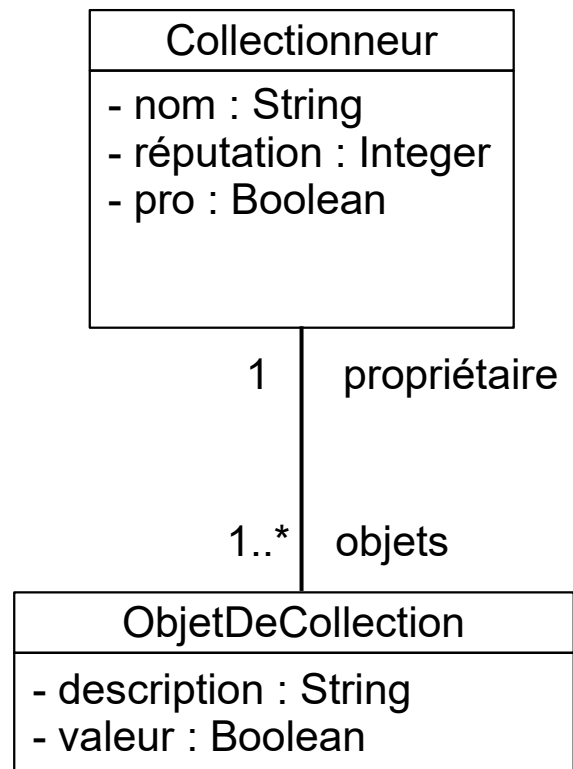 Collectionneur
- nom : String
- réputation : Integer
- pro : Boolean
1 propriétaire
1..* objets
ObjetDeCollection
- description : String
- valeur : Boolean